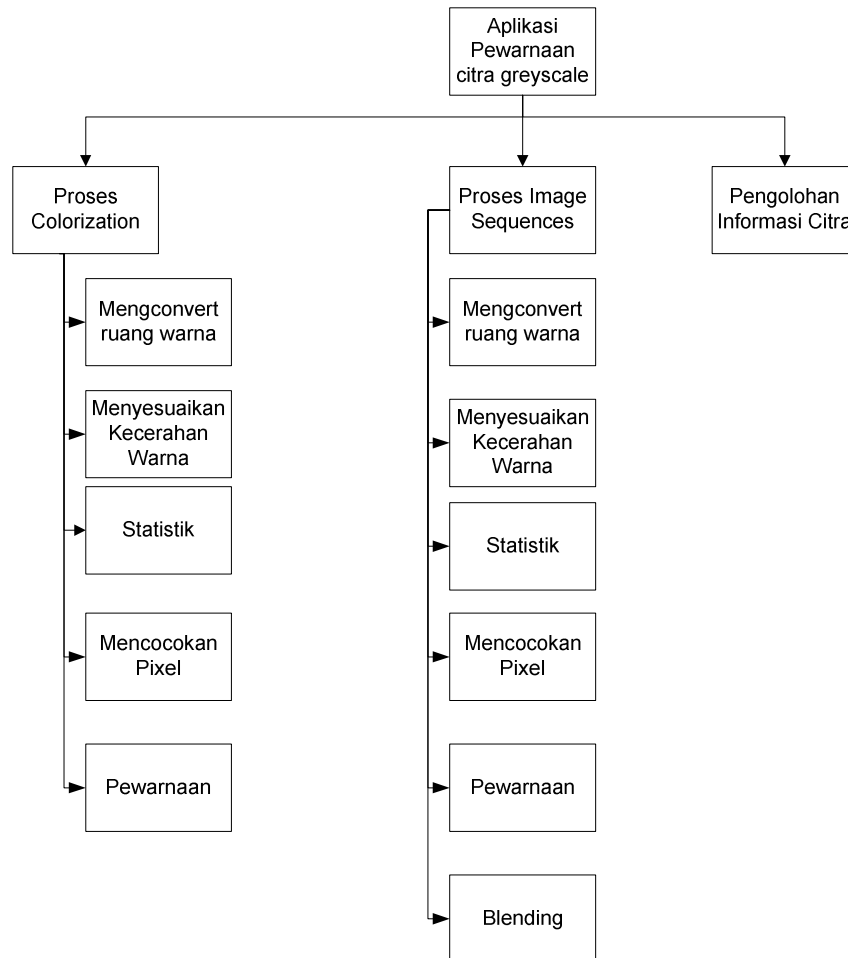 Aplikasi
Pewarnaan
citra greyscale
Proses
Colorization
Proses Image
Sequences
Pengolohan
Informasi Citra
Mengconvert
ruang warna
Menyesuaikan
Kecerahan
Warna
Statistik
Mencocokan
Pixel
Pewarnaan
Mengconvert
ruang warna
Menyesuaikan
Kecerahan
Warna
Statistik
Mencocokan
Pixel
Pewarnaan
Blending